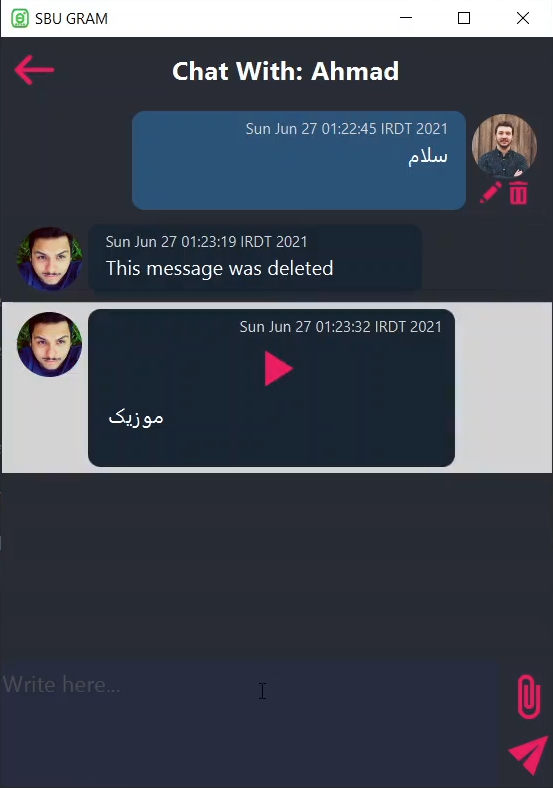 SBU GRAM
Chat With: Ahmad
Sun Jun 27 01:22:45 IRDT 2021
سلام
Sun Jun 27 01:23:19 IRDT 2021
This message was deleted
Sun Jun 27 01:23:32 IRDT 2021
موزیک
Write here...